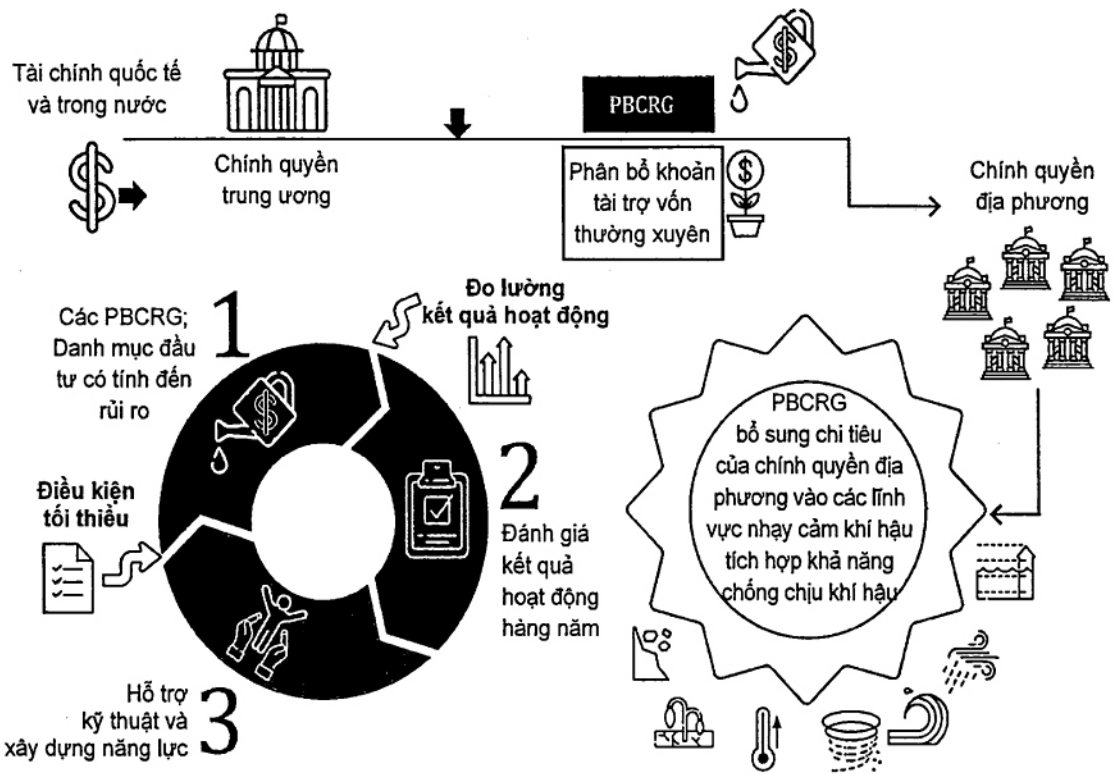 Tài chính quốc tế
và trong nước
$
Chính quyền
trung ương
PBCRG
$
Phân bổ khoản
tài trợ vốn
thường xuyên
$
Chính quyền
địa phương
1
Các PBCRG;
Danh mục đầu
tư có tính đến
rủi ro
$
Đo lường
kết quả hoạt động
2
Đánh giá
kết quả
hoạt động
hàng năm
Điều kiện
tối thiểu
3
Hỗ trợ
kỹ thuật và
xây dựng năng lực
PBCRG
bổ sung chi tiêu
của chính quyền địa
phương vào các lĩnh
vực nhạy cảm khí hậu
tích hợp khả năng
chống chịu khí hậu